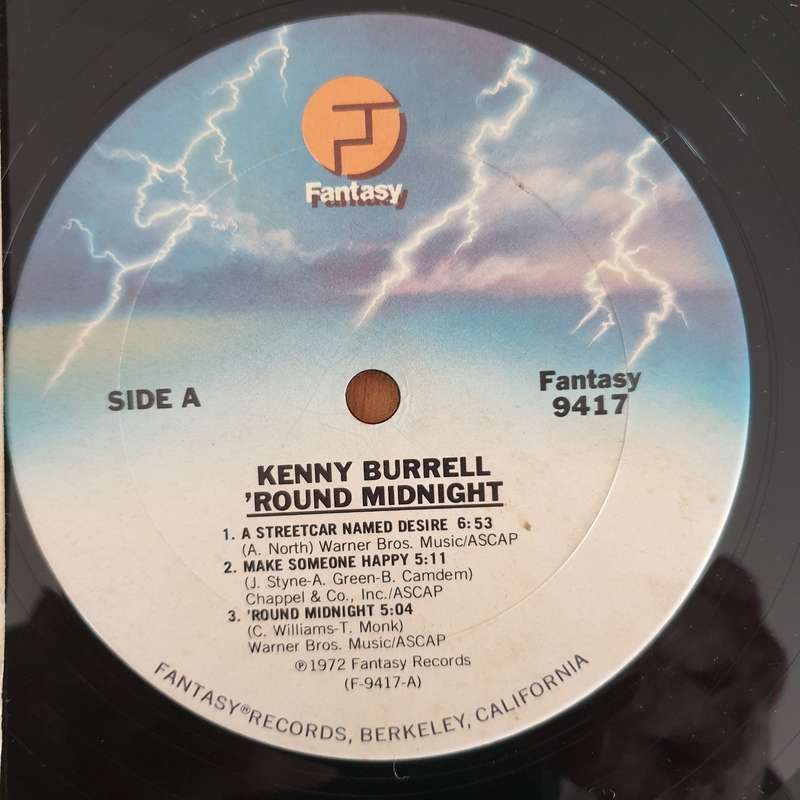 Fantasy
SIDE A
Fantasy
9417
KENNY BURRELL
'ROUND MIDNIGHT
1. A STREETCAR NAMED DESIRE 6:53
(A. North) Warner Bros. Music/ASCAP
2. MAKE SOMEONE HAPPY 5:11
(J. Styne-A. Green-B. Camdem)
Chappel & Co., Inc./ASCAP
3. 'ROUND MIDNIGHT 5:04
(C. Williams-T. Monk)
Warner Bros. Music/ASCAP
℗1972 Fantasy Records
(F-9417-A)
FANTASY® RECORDS, BERKELEY, CALIFORNIA